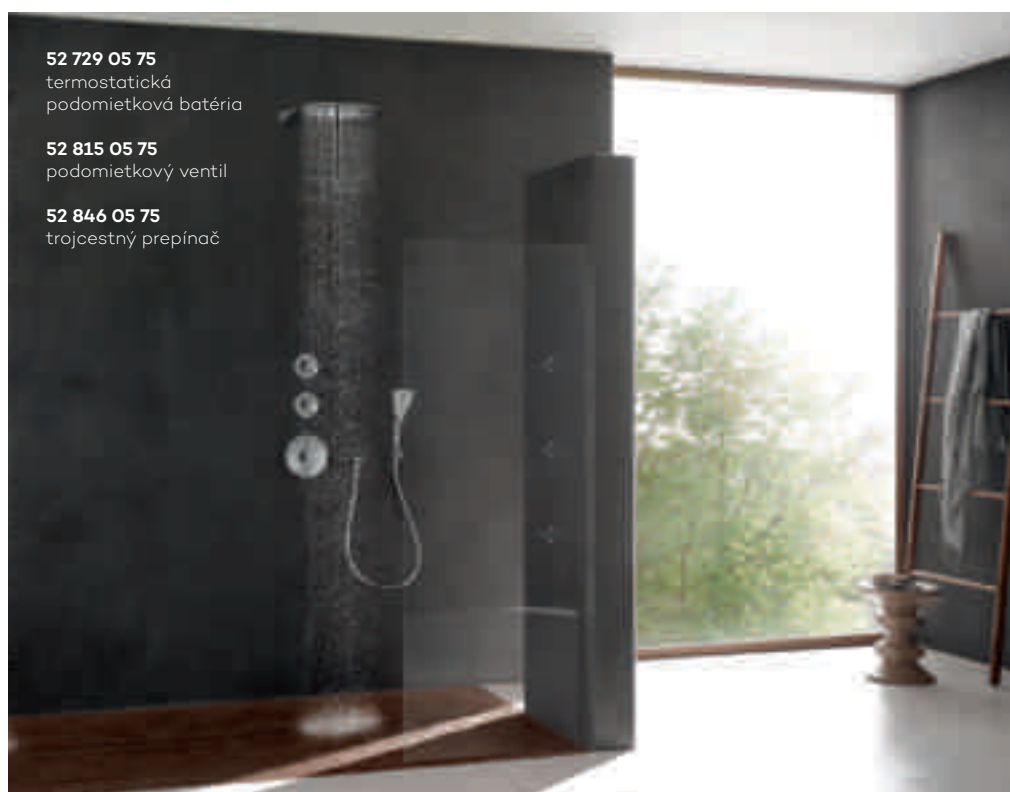 52 729 05 75
termostatická
podomietková batéria
52 815 05 75
podomietkový ventil
52 846 05 75
trojcestný prepínač